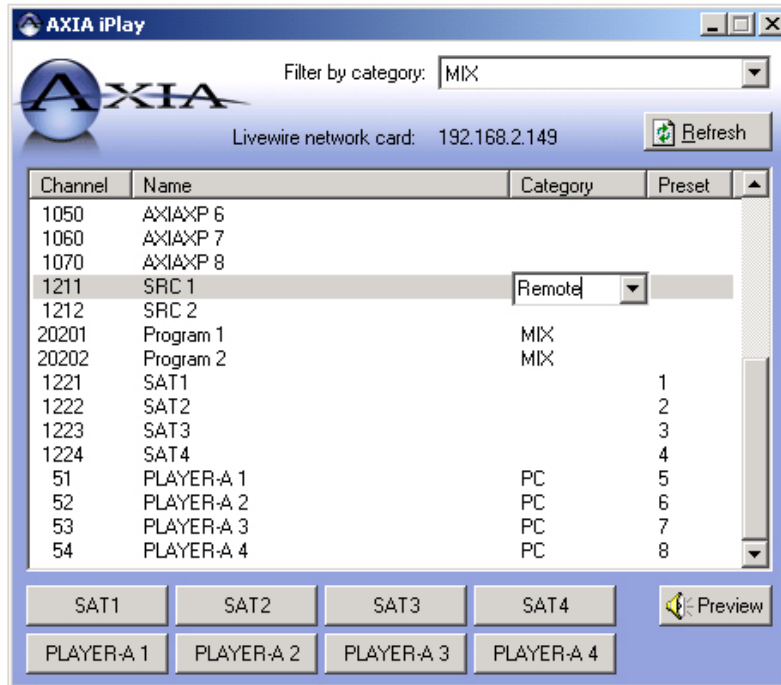 AXIA iPlay
AXIA
Filter by category: MIX
Livewire network card: 192.168.2.149
Refresh
Channel Name Category Preset
1050 AXIAXP 6
1060 AXIAXP 7
1070 AXIAXP 8
1211 SRC 1 Remote
1212 SRC 2
20201 Program 1 MIX
20202 Program 2 MIX
1221 SAT1 1
1222 SAT2 2
1223 SAT3 3
1224 SAT4 4
51 PLAYER-A 1 PC 5
52 PLAYER-A 2 PC 6
53 PLAYER-A 3 PC 7
54 PLAYER-A 4 PC 8
SAT1 SAT2 SAT3 SAT4 Preview
PLAYER-A 1 PLAYER-A 2 PLAYER-A 3 PLAYER-A 4